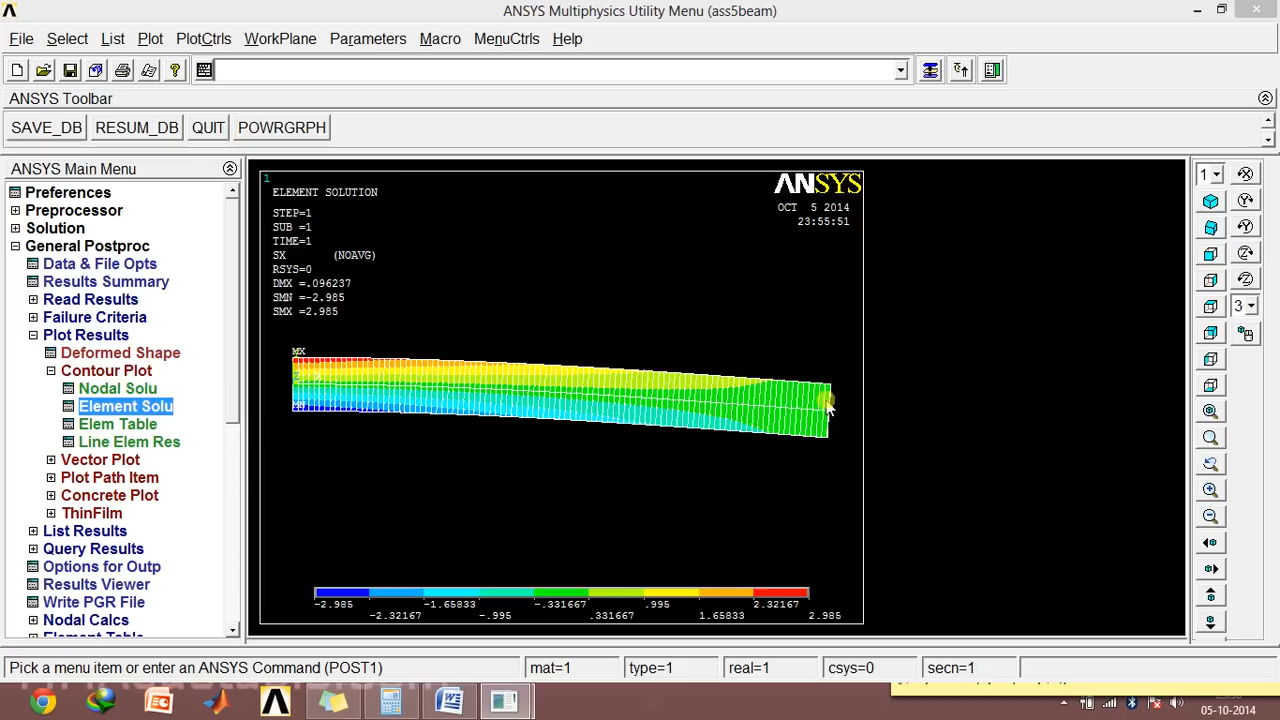 ANSYS Multiphysics Utility Menu (ass5beam)
File Select List Plot PlotCtrls WorkPlane Parameters Macro MenuCtrls Help
ANSYS Toolbar
SAVE_DB RESUM_DB QUIT POWRGRPH
ANSYS Main Menu
Preferences
Preprocessor
Solution
General Postproc
Data & File Opts
Results Summary
Read Results
Failure Criteria
Plot Results
Deformed Shape
Contour Plot
Nodal Solu
Element Solu
Elem Table
Line Elem Res
Vector Plot
Plot Path Item
Concrete Plot
ThinFilm
List Results
Query Results
Options for Outp
Results Viewer
Write PGR File
Nodal Calcs
Element Table
1
ELEMENT SOLUTION
STEP=1
SUB =1
TIME=1
SX (NOAVG)
RSYS=0
DMX =.096237
SMN =-2.985
SMX =2.985
ANSYS
OCT 5 2014
23:55:51
MX
Z X
MN
-2.985 -1.65833 -.331667 .995 2.32167
-2.32167 -.995 .331667 1.65833 2.985
1
3
Pick a menu item or enter an ANSYS Command (POST1) mat=1 type=1 real=1 csys=0 secn=1
05-10-2014